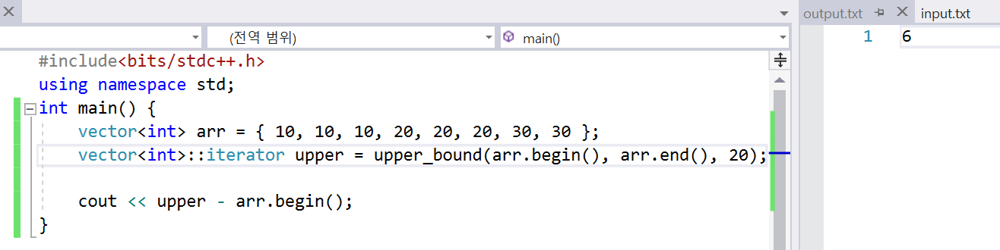 output.txt
input.txt
(전역 범위)
main()
1 6
#include<bits/stdc++.h>
using namespace std;
int main() {
vector<int> arr = { 10, 10, 10, 20, 20, 20, 30, 30 };
vector<int>::iterator upper = upper_bound(arr.begin(), arr.end(), 20);
cout << upper - arr.begin();
}